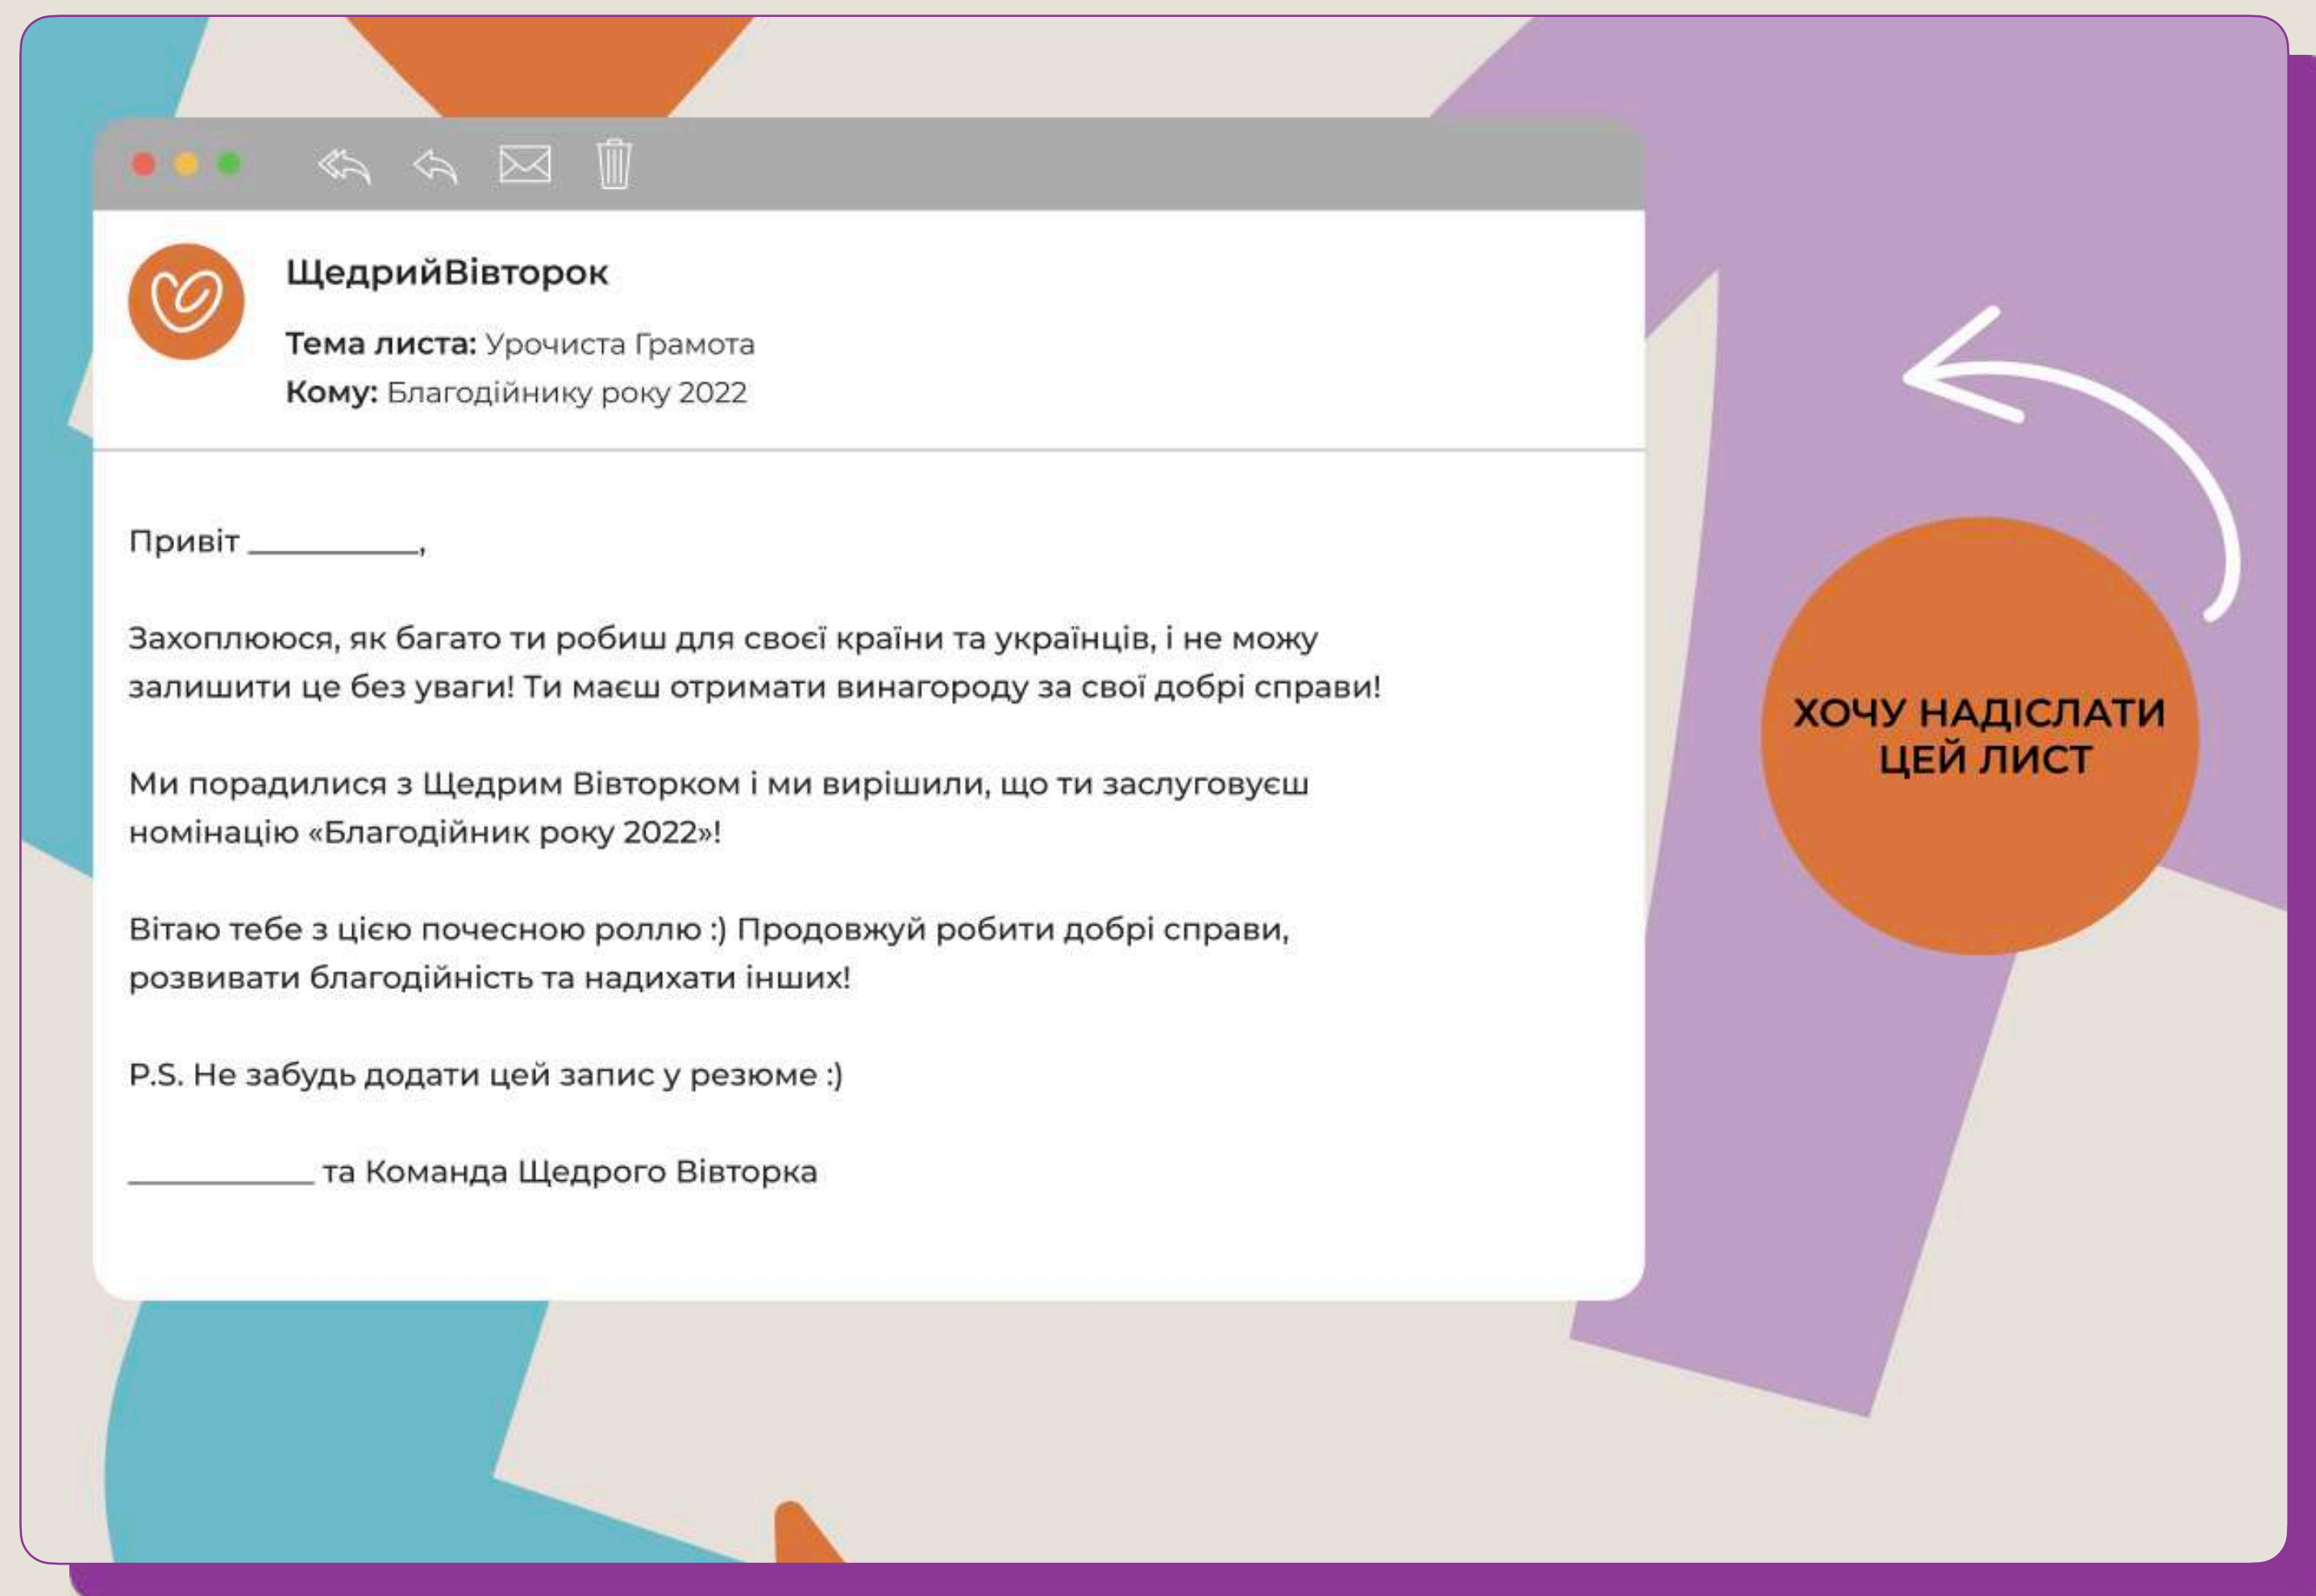 ЩедрийВівторок
Тема листа: Урочиста Грамота
Кому: Благодійнику року 2022
Привіт __________,
Захоплююся, як багато ти робиш для своєї країни та українців, і не можу
залишити це без уваги! Ти маєш отримати винагороду за свої добрі справи!
Ми порадилися з Щедрим Вівторком і ми вирішили, що ти заслуговуєш
номінацію «Благодійник року 2022»!
Вітаю тебе з цією почесною роллю :) Продовжуй робити добрі справи,
розвивати благодійність та надихати інших!
P.S. Не забудь додати цей запис у резюме :)
___________ та Команда Щедрого Вівторка
ХОЧУ НАДІСЛАТИ
ЦЕЙ ЛИСТ